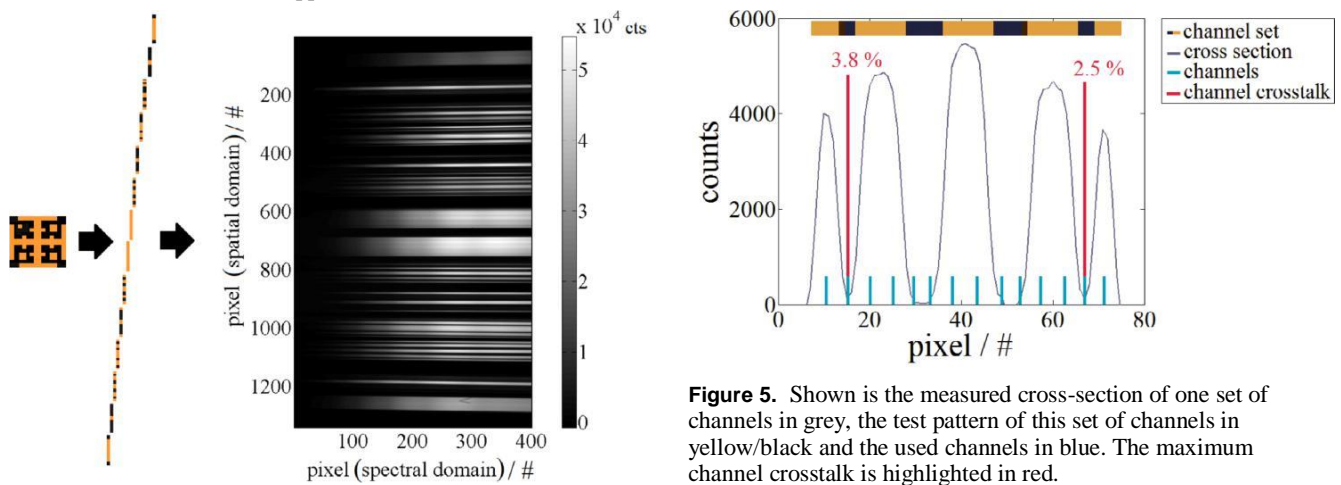 x 10⁴ cts
5
4
3
2
1
0
200
400
600
800
1000
1200
pixel (spatial domain) / #
100 200 300 400
pixel (spectral domain) / #
6000
4000
2000
0
counts
3.8 %
2.5 %
0 20 40 60 80
pixel / #
channel set
cross section
channels
channel crosstalk
Figure 5. Shown is the measured cross-section of one set of
channels in grey, the test pattern of this set of channels in
yellow/black and the used channels in blue. The maximum
channel crosstalk is highlighted in red.